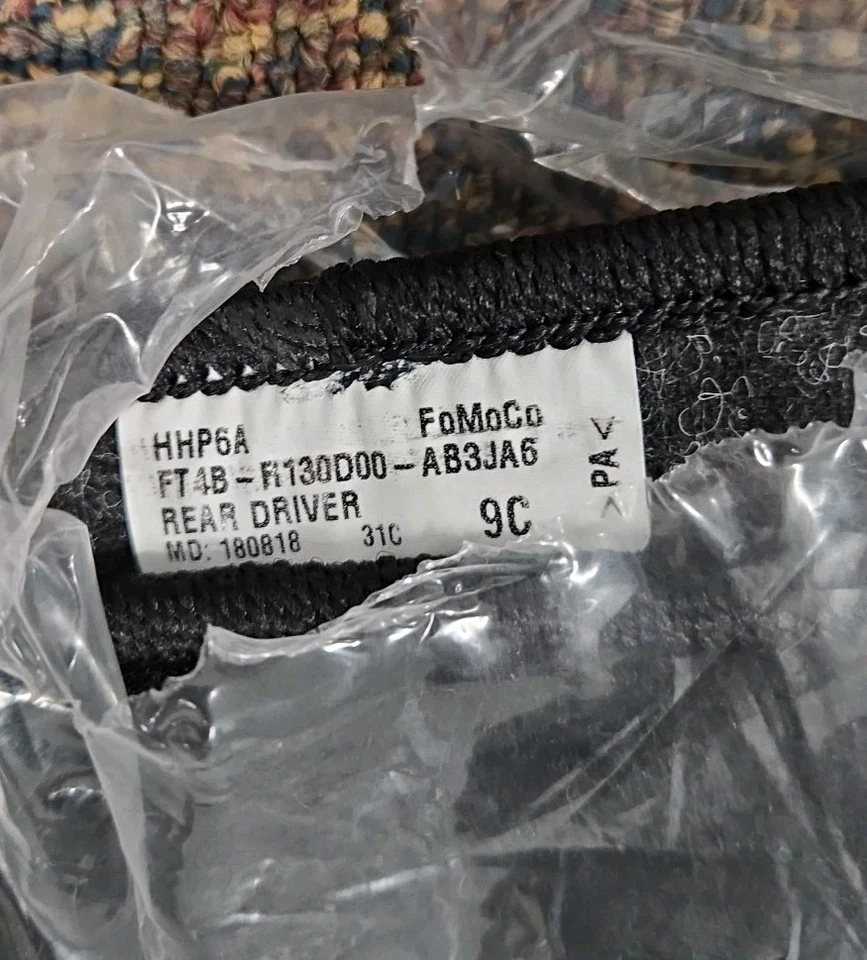 HHP6A FoMoCo
FT4B-R130D00-AB3JA6
REAR DRIVER
MD: 180818 31C 9C
>PA<